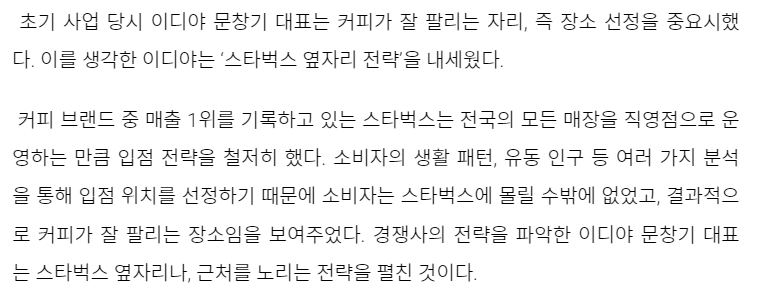 초기 사업 당시 이디야 문창기 대표는 커피가 잘 팔리는 자리, 즉 장소 선정을 중요시했
다. 이를 생각한 이디야는 ‘스타벅스 옆자리 전략’을 내세웠다.
커피 브랜드 중 매출 1위를 기록하고 있는 스타벅스는 전국의 모든 매장을 직영점으로 운
영하는 만큼 입점 전략을 철저히 했다. 소비자의 생활 패턴, 유동 인구 등 여러 가지 분석
을 통해 입점 위치를 선정하기 때문에 소비자는 스타벅스에 몰릴 수밖에 없었고, 결과적으
로 커피가 잘 팔리는 장소임을 보여주었다. 경쟁사의 전략을 파악한 이디야 문창기 대표
는 스타벅스 옆자리나, 근처를 노리는 전략을 펼친 것이다.